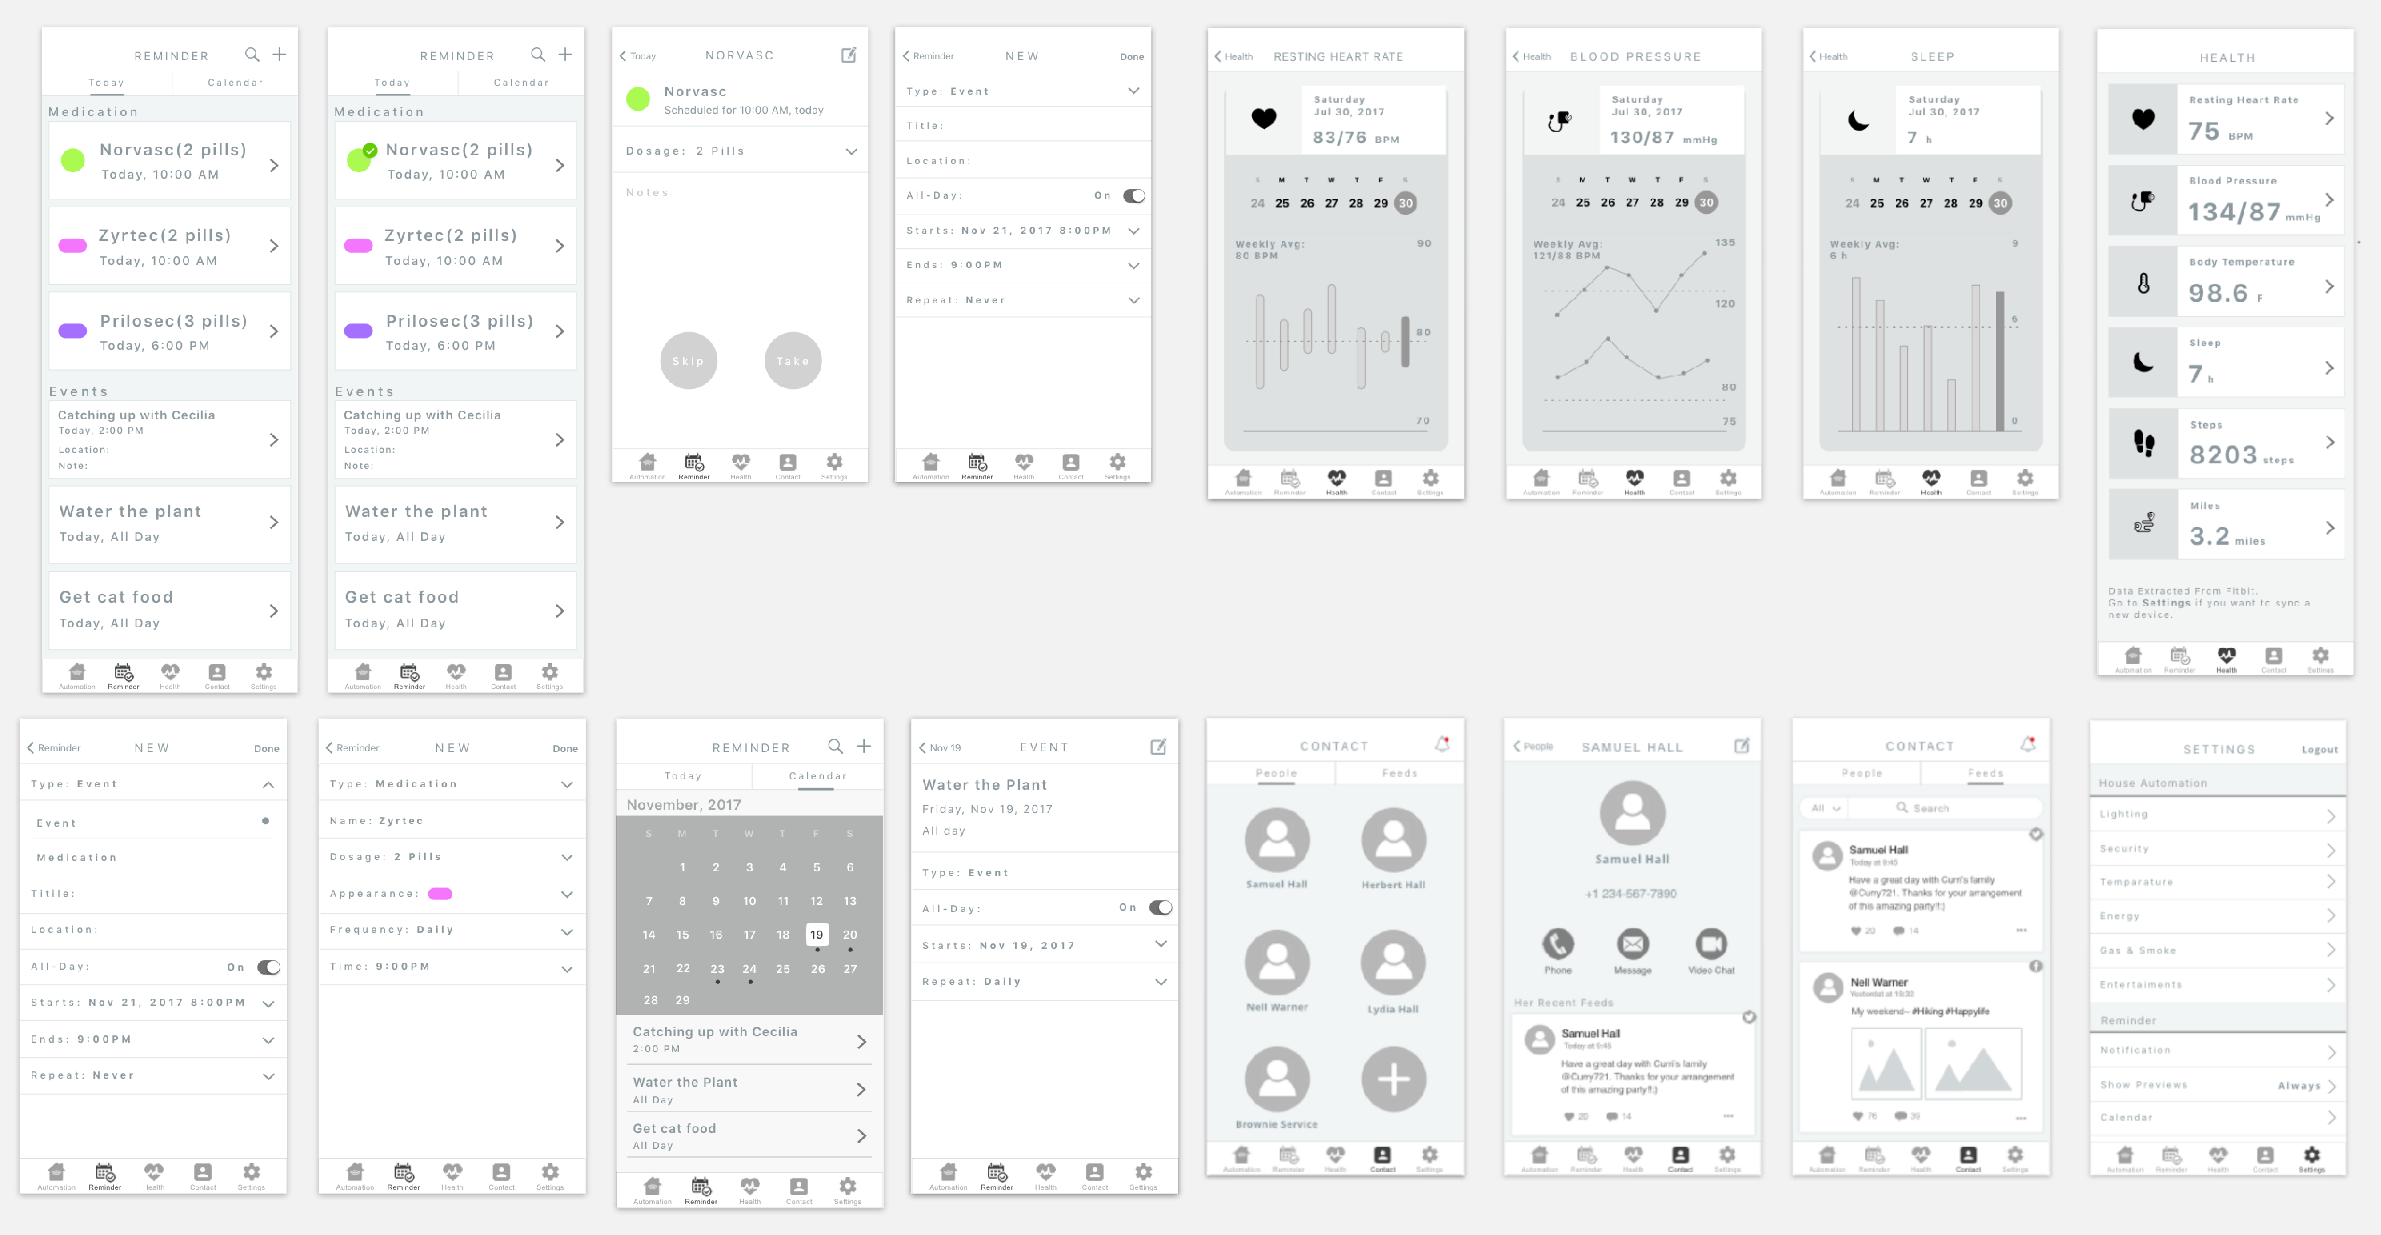 REMINDER
Today
Calendar
Medication
Norvasc(2 pills)
Today, 10:00 AM
Zyrtec(2 pills)
Today, 10:00 AM
Prilosec(3 pills)
Today, 6:00 PM
Events
Catching up with Cecilia
Today, 2:00 PM
Location:
Note:
Water the plant
Today, All Day
Get cat food
Today, All Day
Automation Reminder Health Contact Settings
REMINDER
Today
Calendar
Medication
Norvasc(2 pills)
Today, 10:00 AM
Zyrtec(2 pills)
Today, 10:00 AM
Prilosec(3 pills)
Today, 6:00 PM
Events
Catching up with Cecilia
Today, 2:00 PM
Location:
Note:
Water the plant
Today, All Day
Get cat food
Today, All Day
Automation Reminder Health Contact Settings
Today NORVASC
Norvasc
Scheduled for 10:00 AM, today
Dosage: 2 Pills
Notes
Skip Take
Automation Reminder Health Contact Settings
Reminder NEW Done
Type: Event
Title:
Location:
All-Day: On
Starts: Nov 21, 2017 8:00PM
Ends: 9:00PM
Repeat: Never
Automation Reminder Health Contact Settings
Health RESTING HEART RATE
Saturday
Jul 30, 2017
83/76 BPM
S M T W T F S
24 25 26 27 28 29 30
Weekly Avg: 90
80 BPM
80
70
Automation Reminder Health Contact Settings
Health BLOOD PRESSURE
Saturday
Jul 30, 2017
130/87 mmHg
S M T W T F S
24 25 26 27 28 29 30
Weekly Avg: 135
121/88 BPM
120
80
75
Automation Reminder Health Contact Settings
Health SLEEP
Saturday
Jul 30, 2017
7 h
S M T W T F S
24 25 26 27 28 29 30
Weekly Avg: 9
6 h
6
0
Automation Reminder Health Contact Settings
HEALTH
Resting Heart Rate
75 BPM
Blood Pressure
134/87 mmHg
Body Temperature
98.6 F
Sleep
7 h
Steps
8203 steps
Miles
3.2 miles
Data Extracted From Fitbit.
Go to Settings if you want to sync a
new device.
Automation Reminder Health Contact Settings
Reminder NEW Done
Type: Event
Event
Medication
Titile:
Location:
All-Day: On
Starts: Nov 21, 2017 8:00PM
Ends: 9:00PM
Repeat: Never
Automation Reminder Health Contact Settings
Reminder NEW Done
Type: Medication
Name: Zyrtec
Dosage: 2 Pills
Appearance:
Frequency: Daily
Time: 9:00PM
Automation Reminder Health Contact Settings
REMINDER
Today
Calendar
November, 2017
S M T W T F S
1 2 3 4 5 6
7 8 9 10 11 12 13
14 15 16 17 18 19 20
21 22 23 24 25 26 27
28 29
Catching up with Cecilia
2:00 PM
Water the Plant
All Day
Get cat food
All Day
Automation Reminder Health Contact Settings
Nov 19 EVENT
Water the Plant
Friday, Nov 19, 2017
All day
Type: Event
All-Day: On
Starts: Nov 19, 2017
Repeat: Daily
Automation Reminder Health Contact Settings
CONTACT
People
Feeds
Samuel Hall Herbert Hall
Nell Warner Lydia Hall
Brownie Service
Automation Reminder Health Contact Settings
People SAMUEL HALL
Samuel Hall
+1 234-567-7890
Phone Message Video Chat
Her Recent Feeds
Samuel Hall
Today at 9:45
Have a great day with Curri's family
@Curry721. Thanks for your arrangement
of this amazing party!!:)
20 14
Automation Reminder Health Contact Settings
CONTACT
People
Feeds
All Search
Samuel Hall
Today at 9:45
Have a great day with Curri's family
@Curry721. Thanks for your arrangement
of this amazing party!!:)
20 14
Nell Warner
Yesterdat at 18:32
My weekend~ #Hiking #Happylife
76 39
Automation Reminder Health Contact Settings
SETTINGS Logout
House Automation
Lighting
Security
Temparature
Energy
Gas & Smoke
Entertaiments
Reminder
Notification
Show Previews Always
Calendar
Automation Reminder Health Contact Settings